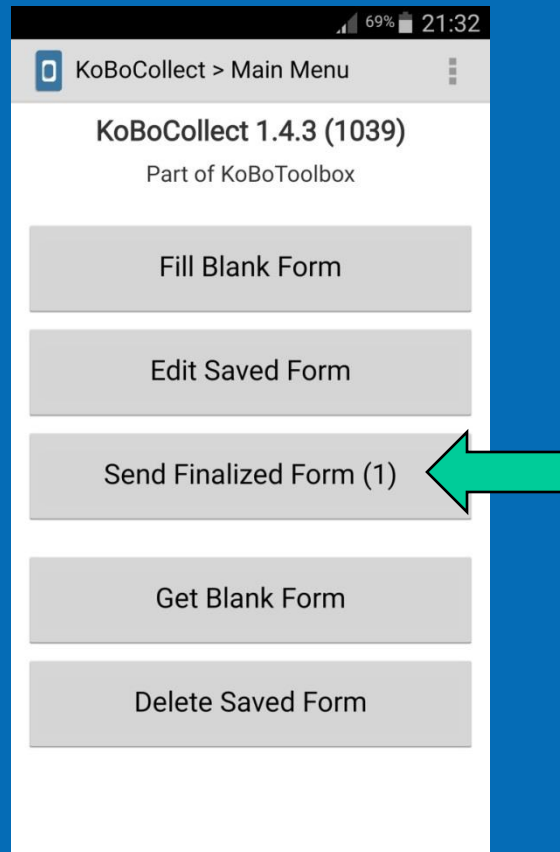 69% 21:32
KoBoCollect > Main Menu
KoBoCollect 1.4.3 (1039)
Part of KoBoToolbox
Fill Blank Form
Edit Saved Form
Send Finalized Form (1)
Get Blank Form
Delete Saved Form